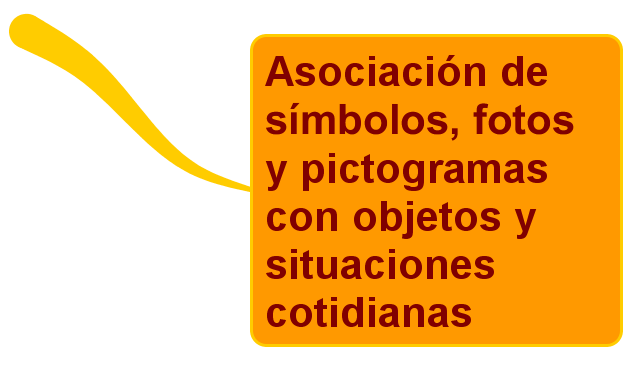 Asociación de
símbolos, fotos
y pictogramas
con objetos y
situaciones
cotidianas